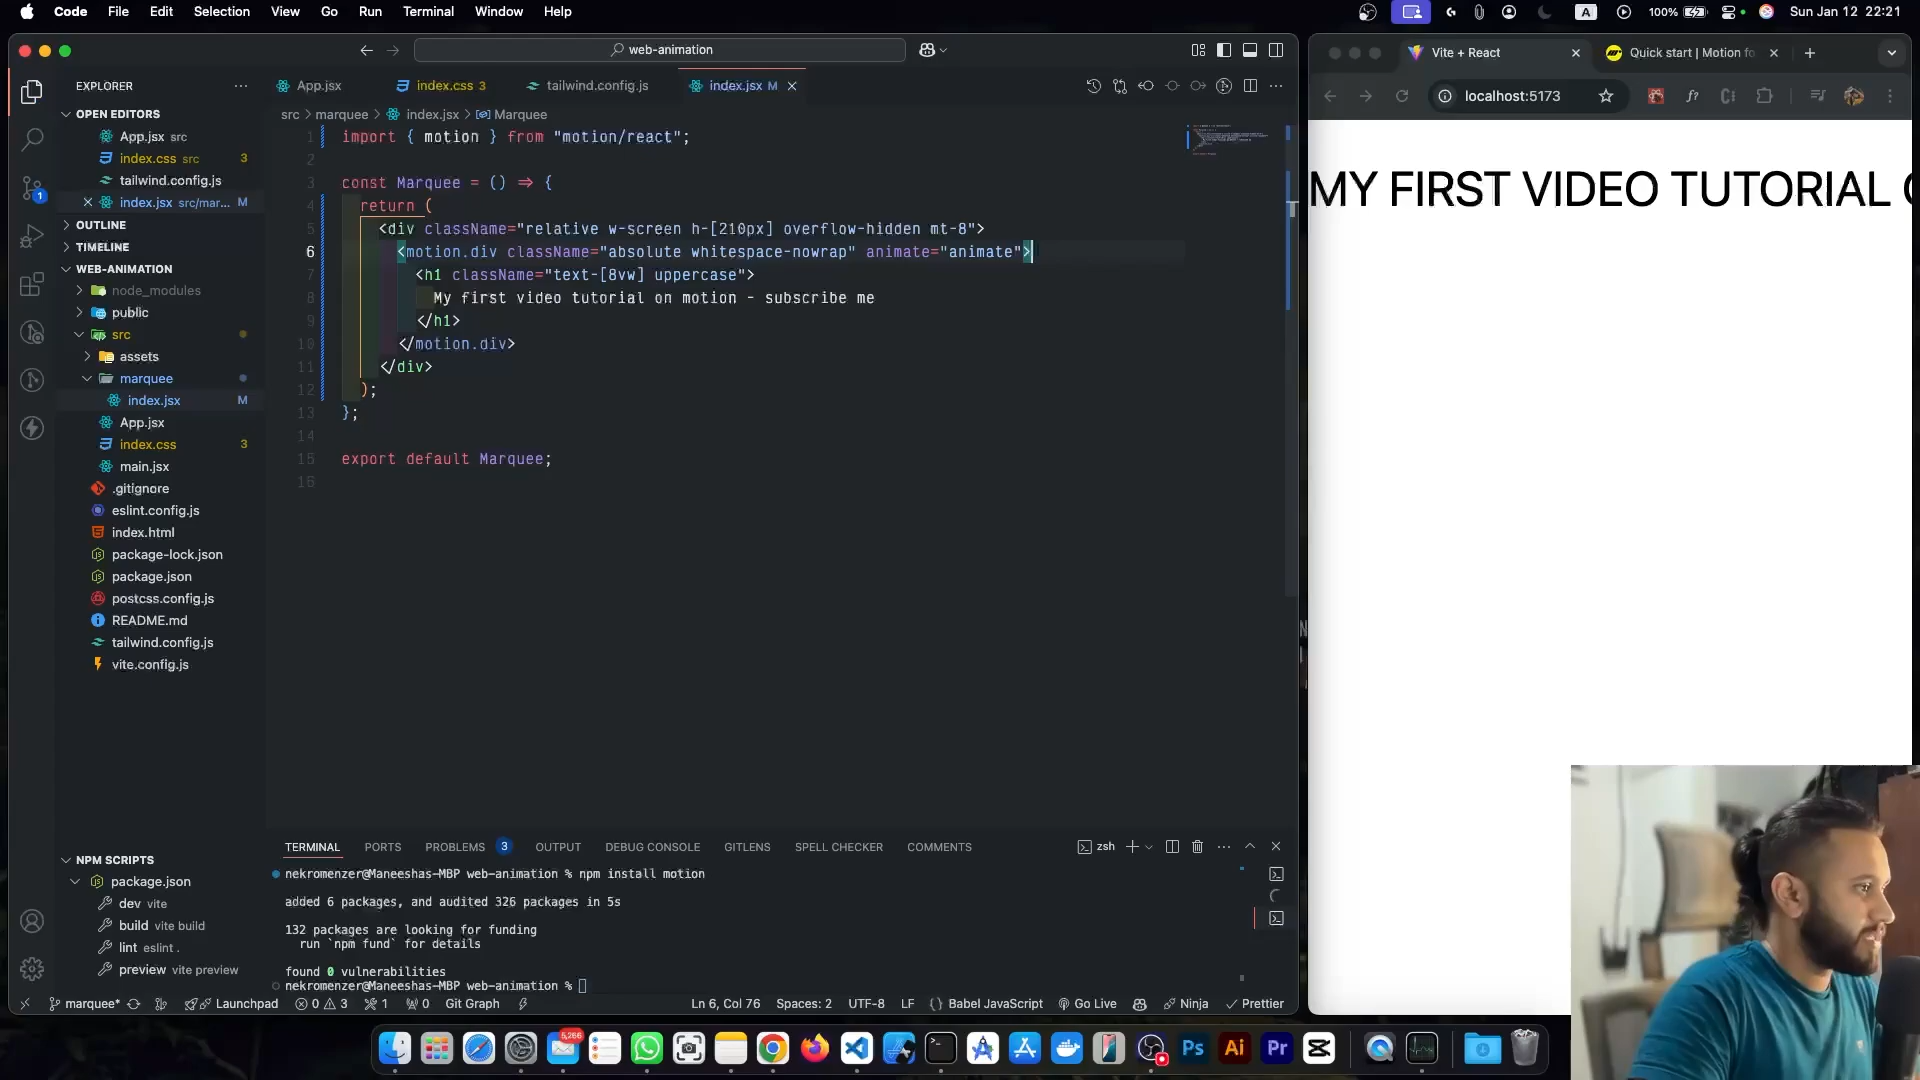 Code File Edit Selection View Go Run Terminal Window Help
A 100% Sun Jan 12 22:21
web-animation
EXPLORER
OPEN EDITORS
App.jsx src
index.css src 3
tailwind.config.js
index.jsx src/mar... M
OUTLINE
TIMELINE
WEB-ANIMATION
node_modules
public
src
assets
marquee
index.jsx M
App.jsx
index.css 3
main.jsx
.gitignore
eslint.config.js
index.html
package-lock.json
package.json
postcss.config.js
README.md
tailwind.config.js
vite.config.js
NPM SCRIPTS
package.json
dev vite
build vite build
lint eslint .
preview vite preview
App.jsx index.css 3 tailwind.config.js index.jsx M
src > marquee > index.jsx > Marquee
1 import { motion } from "motion/react";
2
3 const Marquee = () => {
4 return (
5 <div className="relative w-screen h-[210px] overflow-hidden mt-8">
6 <motion.div className="absolute whitespace-nowrap" animate="animate">
7 <h1 className="text-[8vw] uppercase">
8 My first video tutorial on motion - subscribe me
9 </h1>
10 </motion.div>
11 </div>
12 );
13 };
14
15 export default Marquee;
16
TERMINAL PORTS PROBLEMS 3 OUTPUT DEBUG CONSOLE GITLENS SPELL CHECKER COMMENTS zsh
nekromenzer@Maneeshas-MBP web-animation % npm install motion
added 6 packages, and audited 326 packages in 5s
132 packages are looking for funding
run `npm fund` for details
found 0 vulnerabilities
nekromenzer@Maneeshas-MBP web-animation %
marquee* Launchpad 0 3 1 0 Git Graph Ln 6, Col 76 Spaces: 2 UTF-8 LF {} Babel JavaScript Go Live Ninja Prettier
Vite + React Quick start | Motion fo
localhost:5173
MY FIRST VIDEO TUTORIAL
5,266
Ps Ai Pr